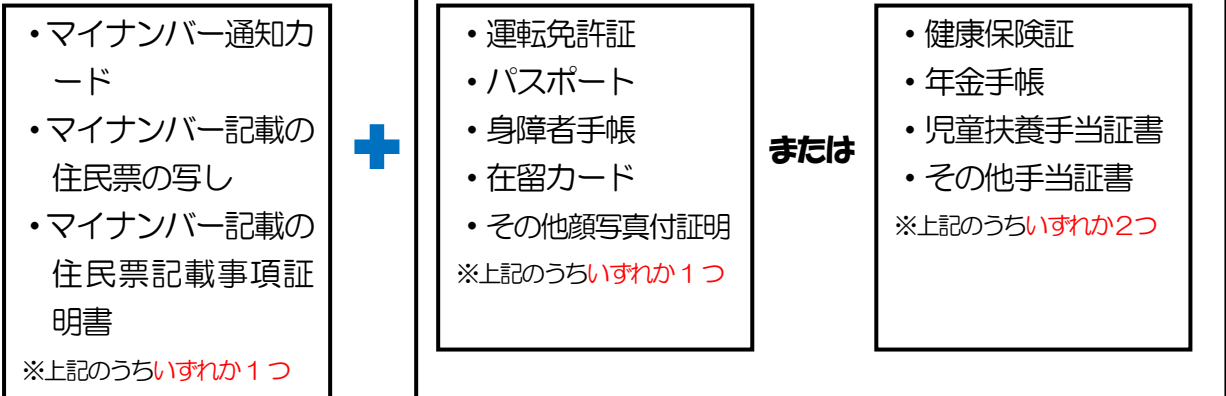 ・マイナンバー通知カ
ード
・マイナンバー記載の
住民票の写し
・マイナンバー記載の
住民票記載事項証
明書
※上記のうちいずれか1つ
・運転免許証
・パスポート
・身障者手帳
・在留カード
・その他顔写真付証明
※上記のうちいずれか1つ
または
・健康保険証
・年金手帳
・児童扶養手当証書
・その他手当証書
※上記のうちいずれか2つ